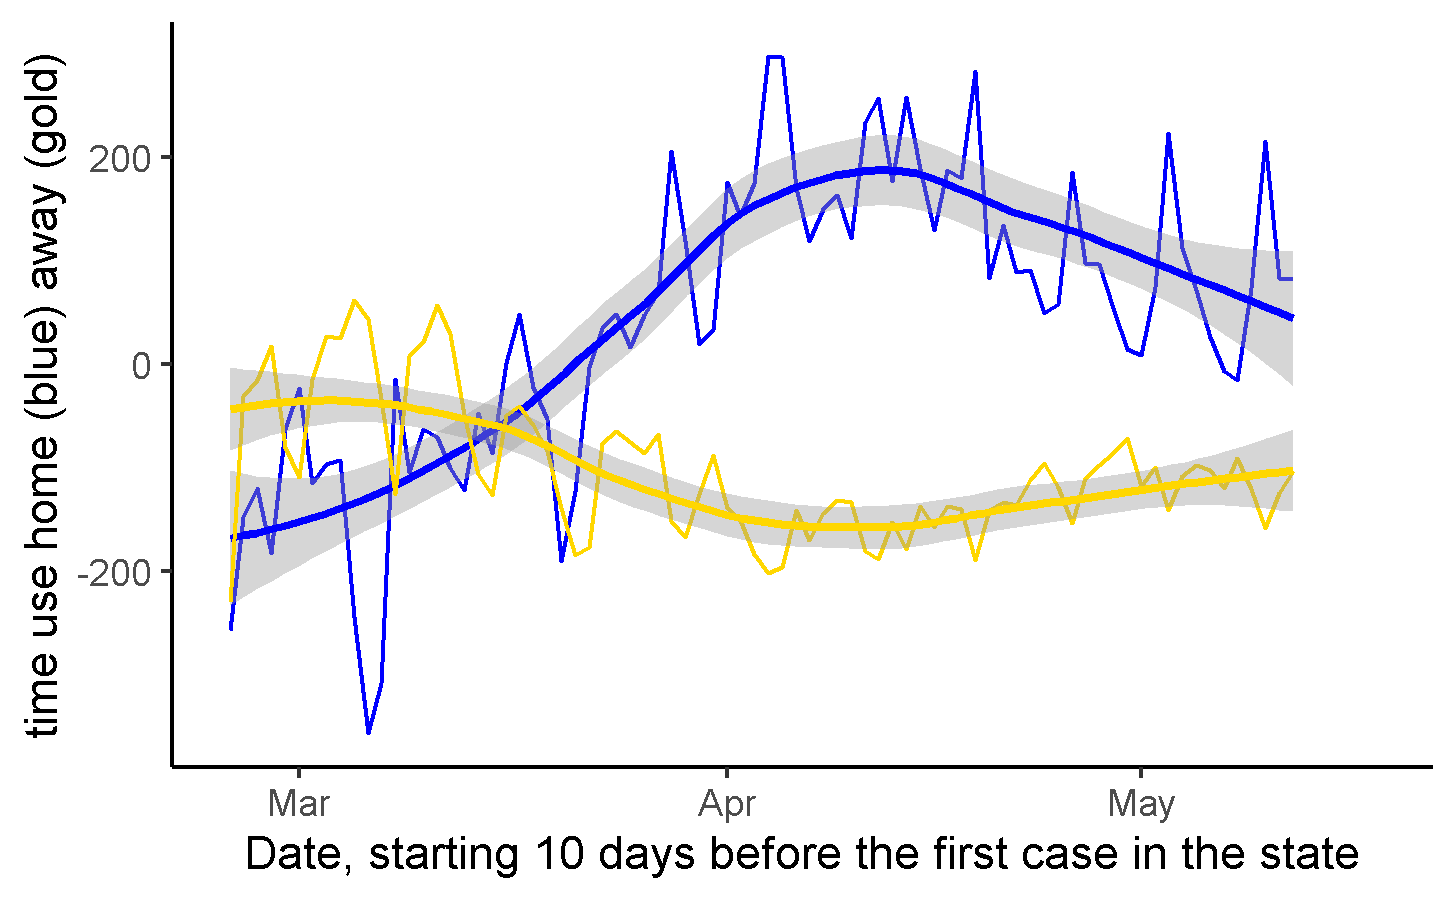 time use home (blue) away (gold)
200
0
-200
Mar
Apr
May
Date, starting 10 days before the first case in the state